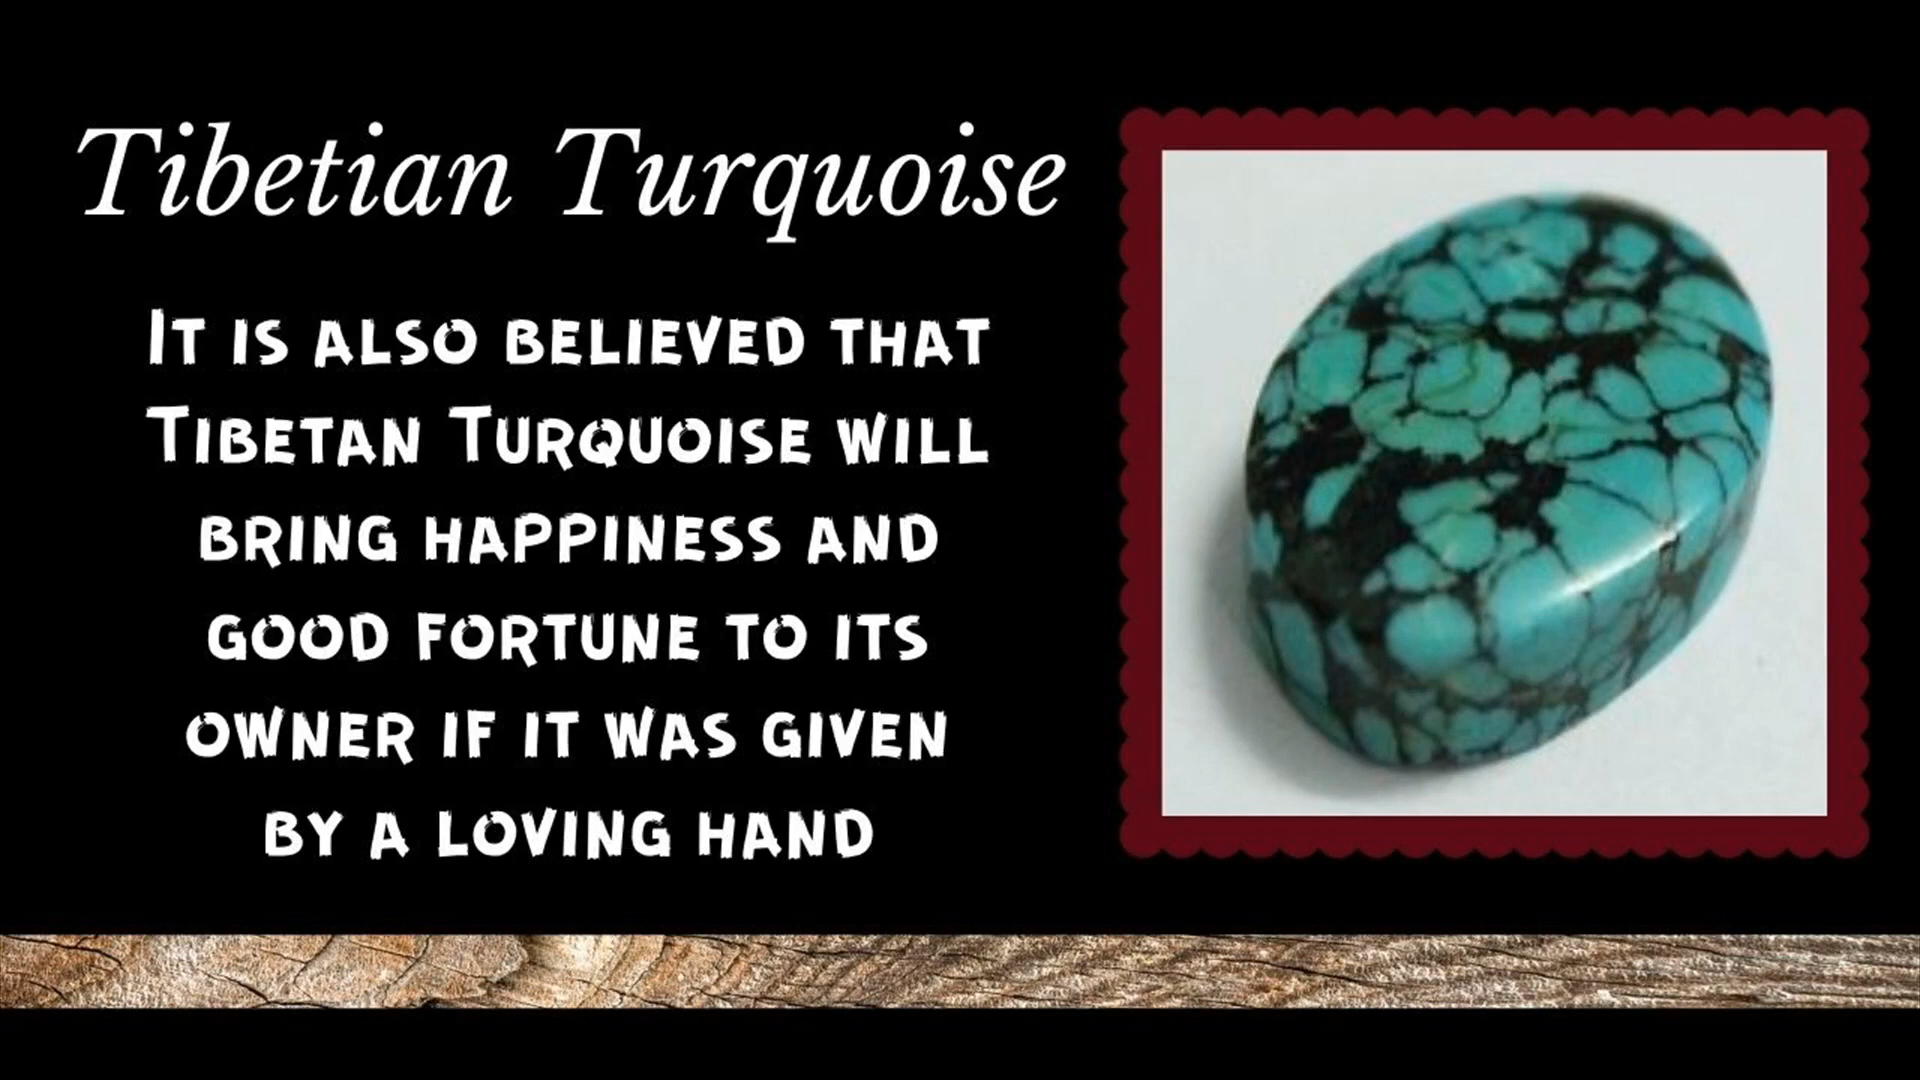 Tibetian Turquoise
It is also believed that
Tibetan Turquoise will
bring happiness and
good fortune to its
owner if it was given
by a loving hand